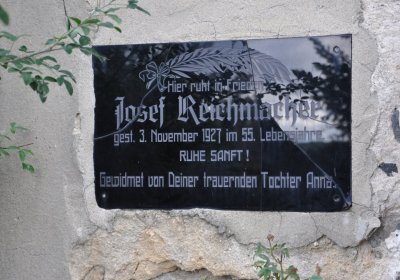 Hier ruht in Frieden
Josef Reichmacher
gest. 3. November 1927 im 55. Lebensjahre.
RUHE SANFT!
Gewidmet von Deiner trauernden Tochter Anna.